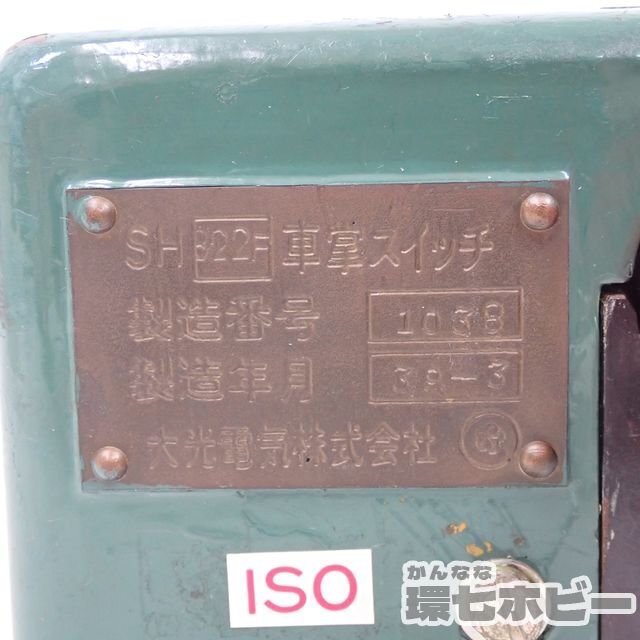 SH 322F 車掌スイッチ
製造番号 1038
製造年月 38-3
大光電気株式会社
ISO
かんなな
環七ホビー